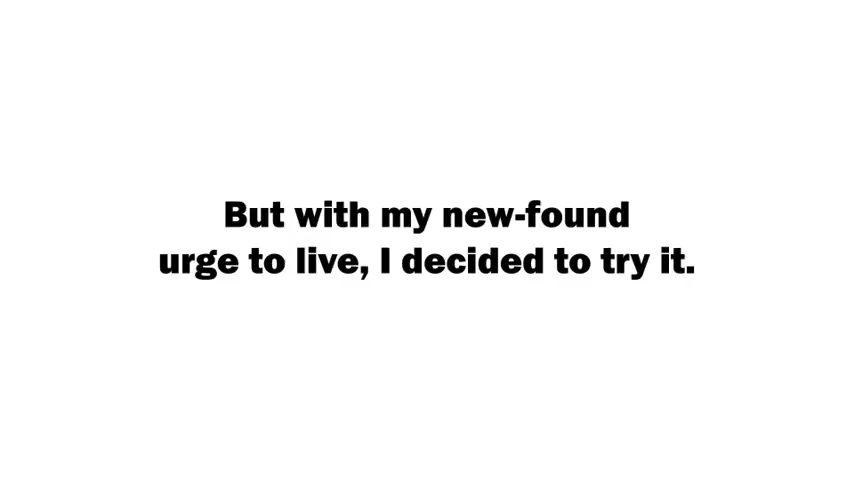 But with my new-found
urge to live, I decided to try it.